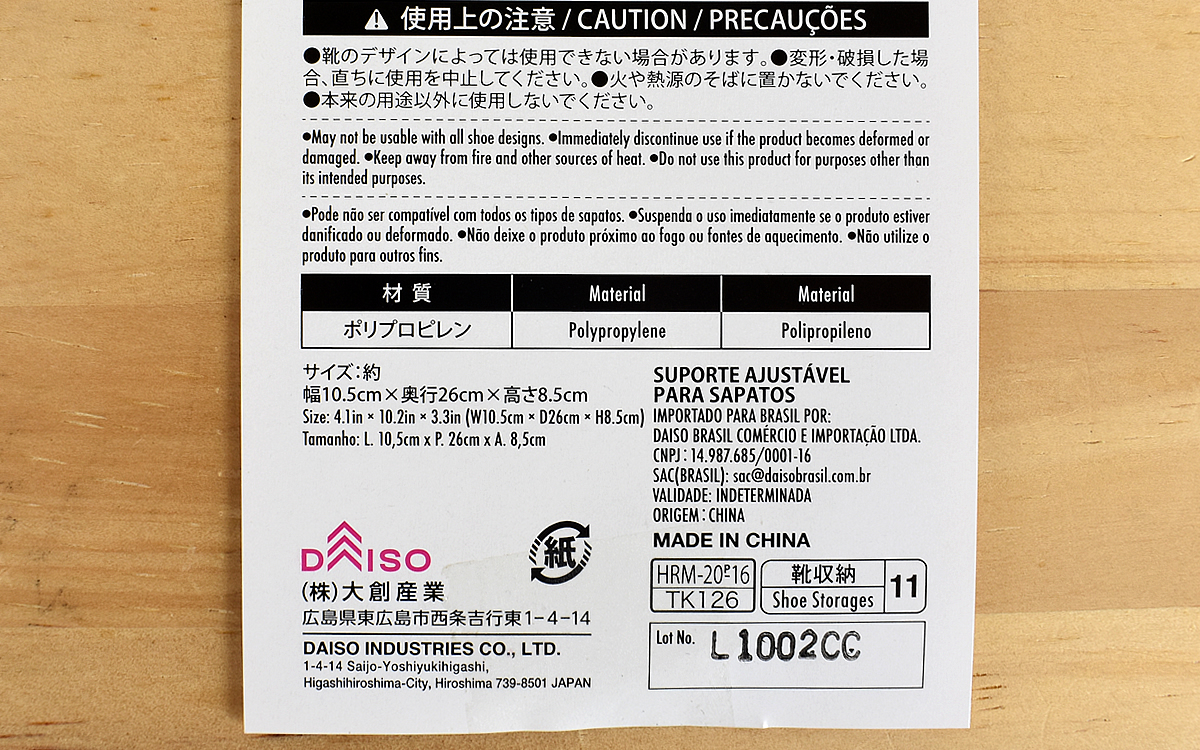 使用上の注意 / CAUTION / PRECAUÇÕES
●靴のデザインによっては使用できない場合があります。●変形・破損した場
合、直ちに使用を中止してください。●火や熱源のそばに置かないでください。
●本来の用途以外に使用しないでください。
●May not be usable with all shoe designs. ●Immediately discontinue use if the product becomes deformed or
damaged. ●Keep away from fire and other sources of heat. ●Do not use this product for purposes other than
its intended purposes.
●Pode não ser compatível com todos os tipos de sapatos. ●Suspenda o uso imediatamente se o produto estiver
danificado ou deformado. ●Não deixe o produto próximo ao fogo ou fontes de aquecimento. ●Não utilize o
produto para outros fins.
材質 Material Material
ポリプロピレン Polypropylene Polipropileno
サイズ：約
幅10.5cm×奥行26cm×高さ8.5cm
Size: 4.1in × 10.2in × 3.3in (W10.5cm × D26cm × H8.5cm)
Tamanho: L. 10,5cm x P. 26cm x A. 8,5cm
SUPORTE AJUSTÁVEL
PARA SAPATOS
IMPORTADO PARA BRASIL POR:
DAISO BRASIL COMÉRCIO E IMPORTAÇÃO LTDA.
CNPJ : 14.987.685/0001-16
SAC(BRASIL): sac@daisobrasil.com.br
VALIDADE: INDETERMINADA
ORIGEM : CHINA
MADE IN CHINA
DAISO
紙
(株)大創産業
広島県東広島市西条吉行東1-4-14
DAISO INDUSTRIES CO., LTD.
1-4-14 Saijo-Yoshiyukihigashi,
Higashihiroshima-City, Hiroshima 739-8501 JAPAN
HRM-20P16
TK126
靴収納
Shoe Storages
11
Lot No. L1002CC